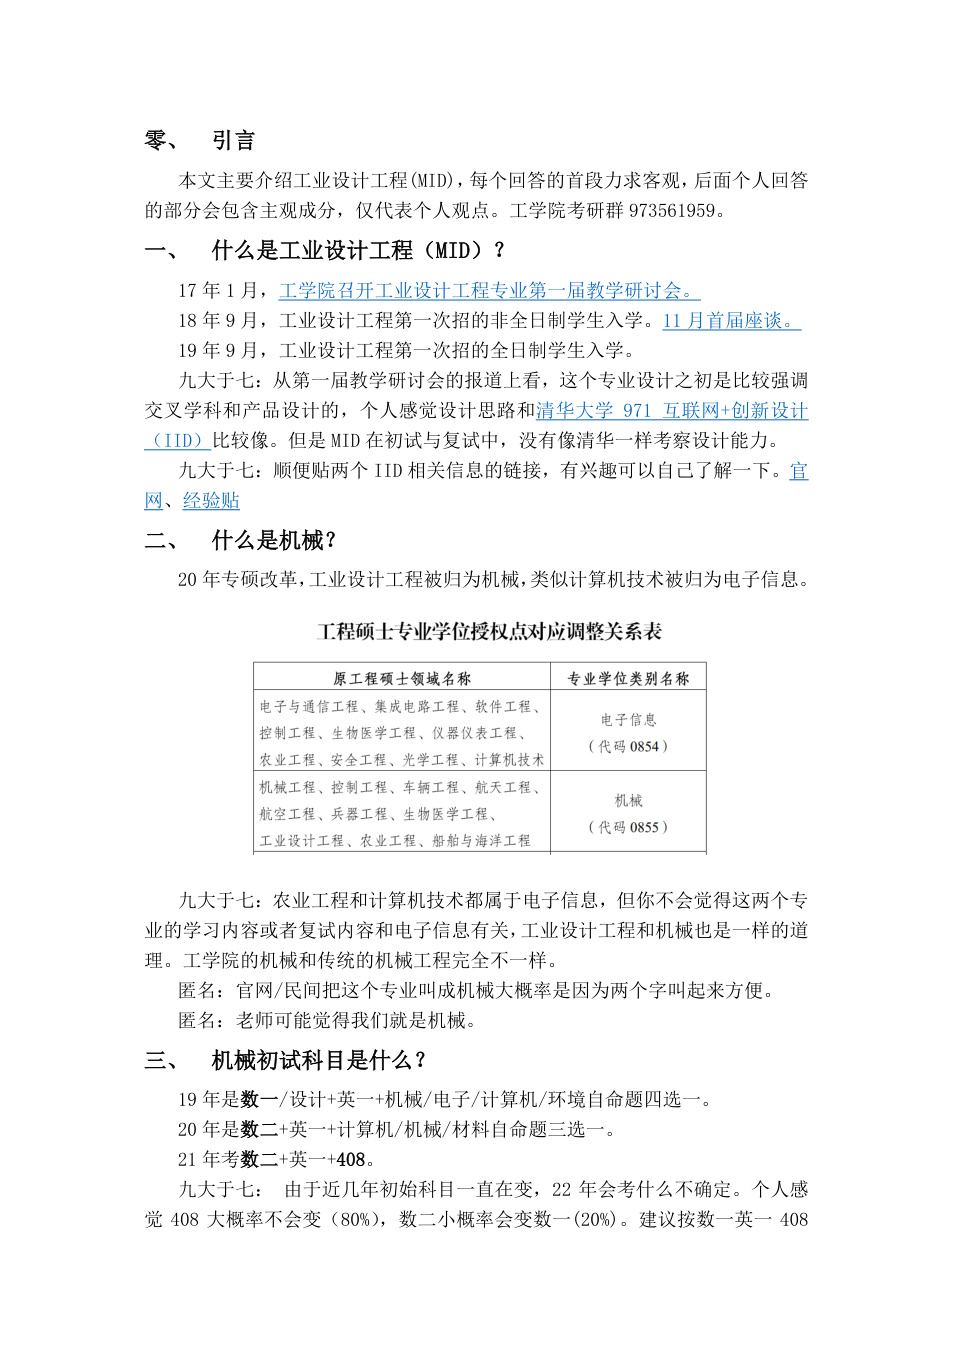 零、 引言
本文主要介绍工业设计工程(MID)，每个回答的首段力求客观，后面个人回答
的部分会包含主观成分，仅代表个人观点。工学院考研群 973561959。
一、 什么是工业设计工程（MID）？
17 年 1 月，工学院召开工业设计工程专业第一届教学研讨会。
18 年 9 月，工业设计工程第一次招的非全日制学生入学。11 月首届座谈。
19 年 9 月，工业设计工程第一次招的全日制学生入学。
九大于七：从第一届教学研讨会的报道上看，这个专业设计之初是比较强调
交叉学科和产品设计的，个人感觉设计思路和清华大学 971 互联网+创新设计
（IID）比较像。但是 MID 在初试与复试中，没有像清华一样考察设计能力。
九大于七：顺便贴两个 IID 相关信息的链接，有兴趣可以自己了解一下。官
网、经验贴
二、 什么是机械？
20 年专硕改革，工业设计工程被归为机械，类似计算机技术被归为电子信息。
工程硕士专业学位授权点对应调整关系表
原工程硕士领域名称 专业学位类别名称
电子与通信工程、集成电路工程、软件工程、
控制工程、生物医学工程、仪器仪表工程、
农业工程、安全工程、光学工程、计算机技术
电子信息
（代码 0854）
机械工程、控制工程、车辆工程、航天工程、
航空工程、兵器工程、生物医学工程、
工业设计工程、农业工程、船舶与海洋工程
机械
（代码 0855）
九大于七：农业工程和计算机技术都属于电子信息，但你不会觉得这两个专
业的学习内容或者复试内容和电子信息有关，工业设计工程和机械也是一样的道
理。工学院的机械和传统的机械工程完全不一样。
匿名：官网/民间把这个专业叫成机械大概率是因为两个字叫起来方便。
匿名：老师可能觉得我们就是机械。
三、 机械初试科目是什么？
19 年是数一/设计+英一+机械/电子/计算机/环境自命题四选一。
20 年是数二+英一+计算机/机械/材料自命题三选一。
21 年考数二+英一+408。
九大于七： 由于近几年初始科目一直在变，22 年会考什么不确定。个人感
觉 408 大概率不会变（80%），数二小概率会变数一(20%)。建议按数一英一 408